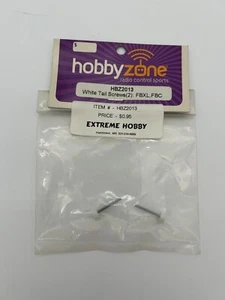 $
hobbyzone
radio control sports
HBZ2013
White Tail Screws(2): FBXL,FBC
ITEM # - HBZ2013
PRICE - $0.95
EXTREME HOBBY